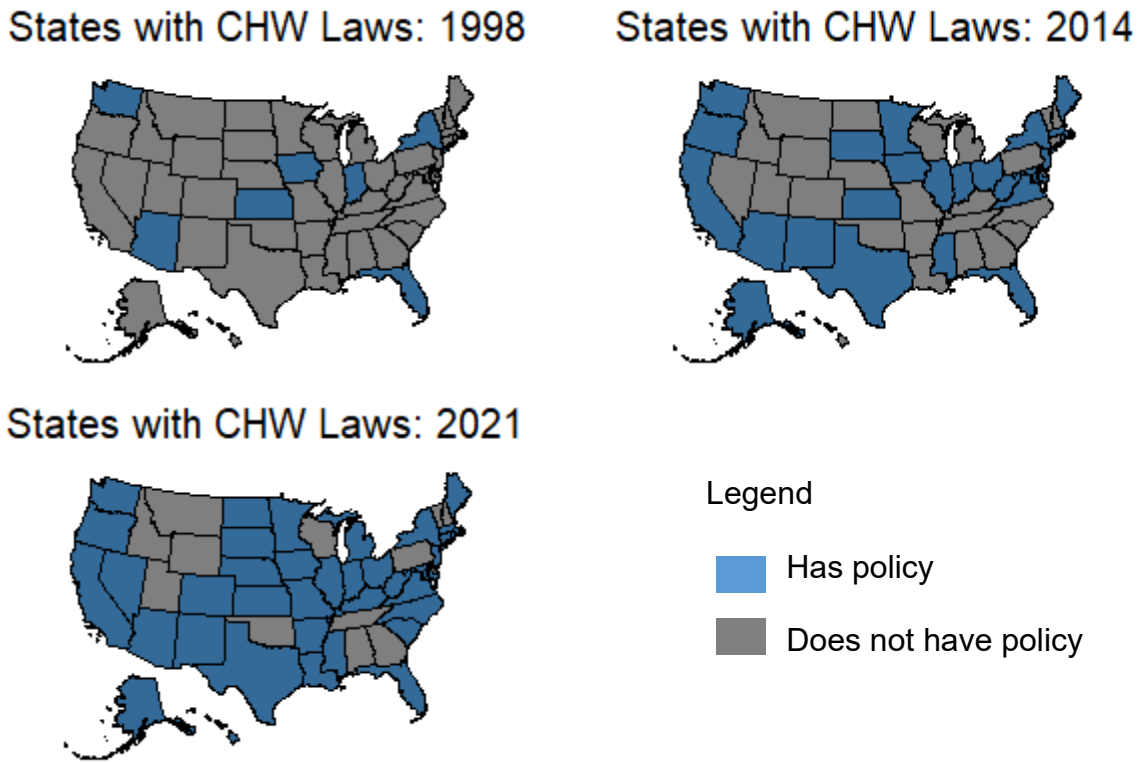 States with CHW Laws: 1998
States with CHW Laws: 2014
States with CHW Laws: 2021
Legend
Has policy
Does not have policy